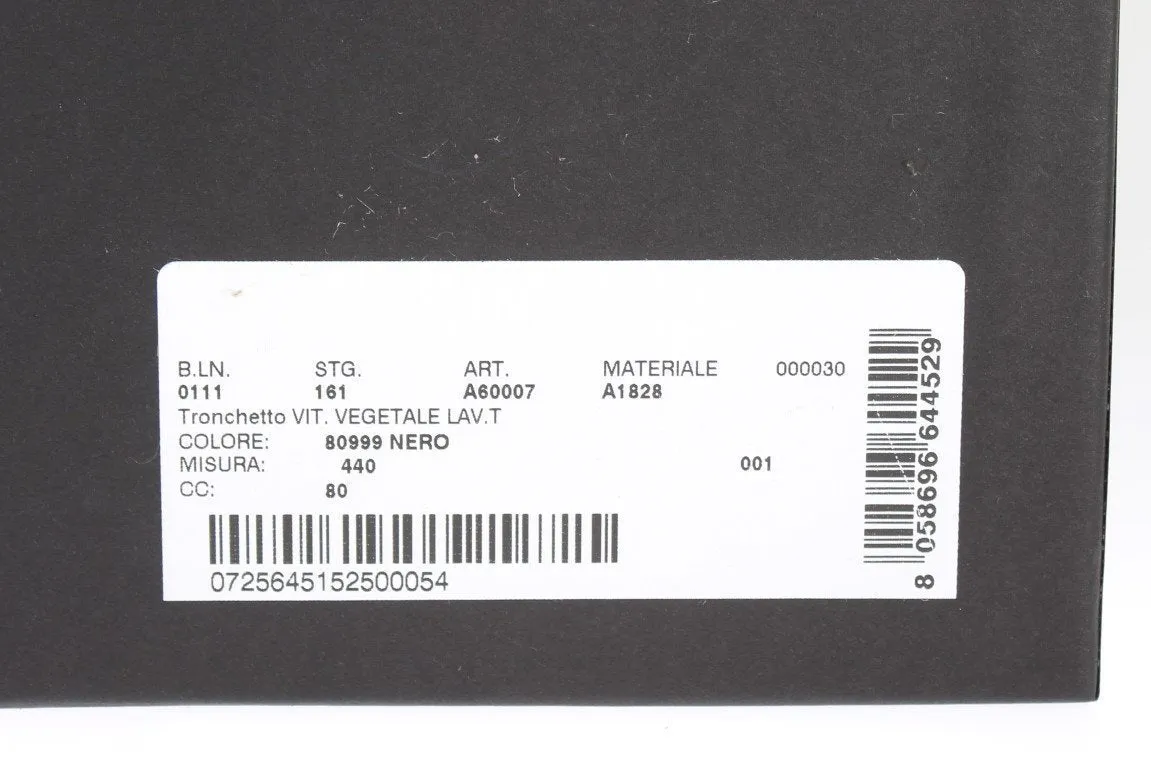 B.LN. STG. ART. MATERIALE 000030
0111 161 A60007 A1828
Tronchetto VIT. VEGETALE LAV.T
COLORE: 80999 NERO
MISURA: 440 001
CC: 80
0725645152500054
8 058696 644529